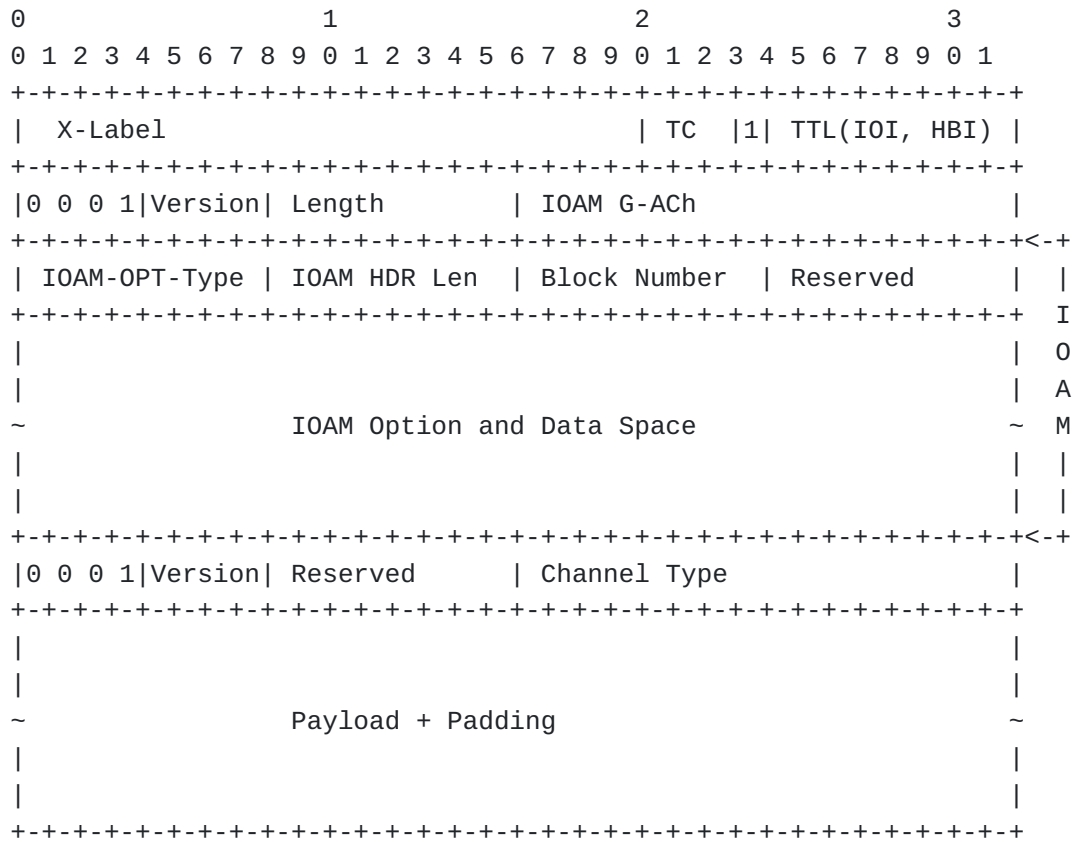 0                   1                   2                   3
0 1 2 3 4 5 6 7 8 9 0 1 2 3 4 5 6 7 8 9 0 1 2 3 4 5 6 7 8 9 0 1
+-+-+-+-+-+-+-+-+-+-+-+-+-+-+-+-+-+-+-+-+-+-+-+-+-+-+-+-+-+-+-+-+
|  X-Label                              | TC  |1| TTL(IOI, HBI) |
+-+-+-+-+-+-+-+-+-+-+-+-+-+-+-+-+-+-+-+-+-+-+-+-+-+-+-+-+-+-+-+-+
|0 0 0 1|Version| Length        | IOAM G-ACh                    |
+-+-+-+-+-+-+-+-+-+-+-+-+-+-+-+-+-+-+-+-+-+-+-+-+-+-+-+-+-+-+-+-+<-+
| IOAM-OPT-Type | IOAM HDR Len  | Block Number  | Reserved      |  |
+-+-+-+-+-+-+-+-+-+-+-+-+-+-+-+-+-+-+-+-+-+-+-+-+-+-+-+-+-+-+-+-+  I
|                                                               |  O
|                                                               |  A
~                 IOAM Option and Data Space                    ~  M
|                                                               |  |
|                                                               |  |
+-+-+-+-+-+-+-+-+-+-+-+-+-+-+-+-+-+-+-+-+-+-+-+-+-+-+-+-+-+-+-+-+<-+
|0 0 0 1|Version| Reserved      | Channel Type                  |
+-+-+-+-+-+-+-+-+-+-+-+-+-+-+-+-+-+-+-+-+-+-+-+-+-+-+-+-+-+-+-+-+
|                                                               |
|                                                               |
~                 Payload + Padding                             ~
|                                                               |
|                                                               |
+-+-+-+-+-+-+-+-+-+-+-+-+-+-+-+-+-+-+-+-+-+-+-+-+-+-+-+-+-+-+-+-+